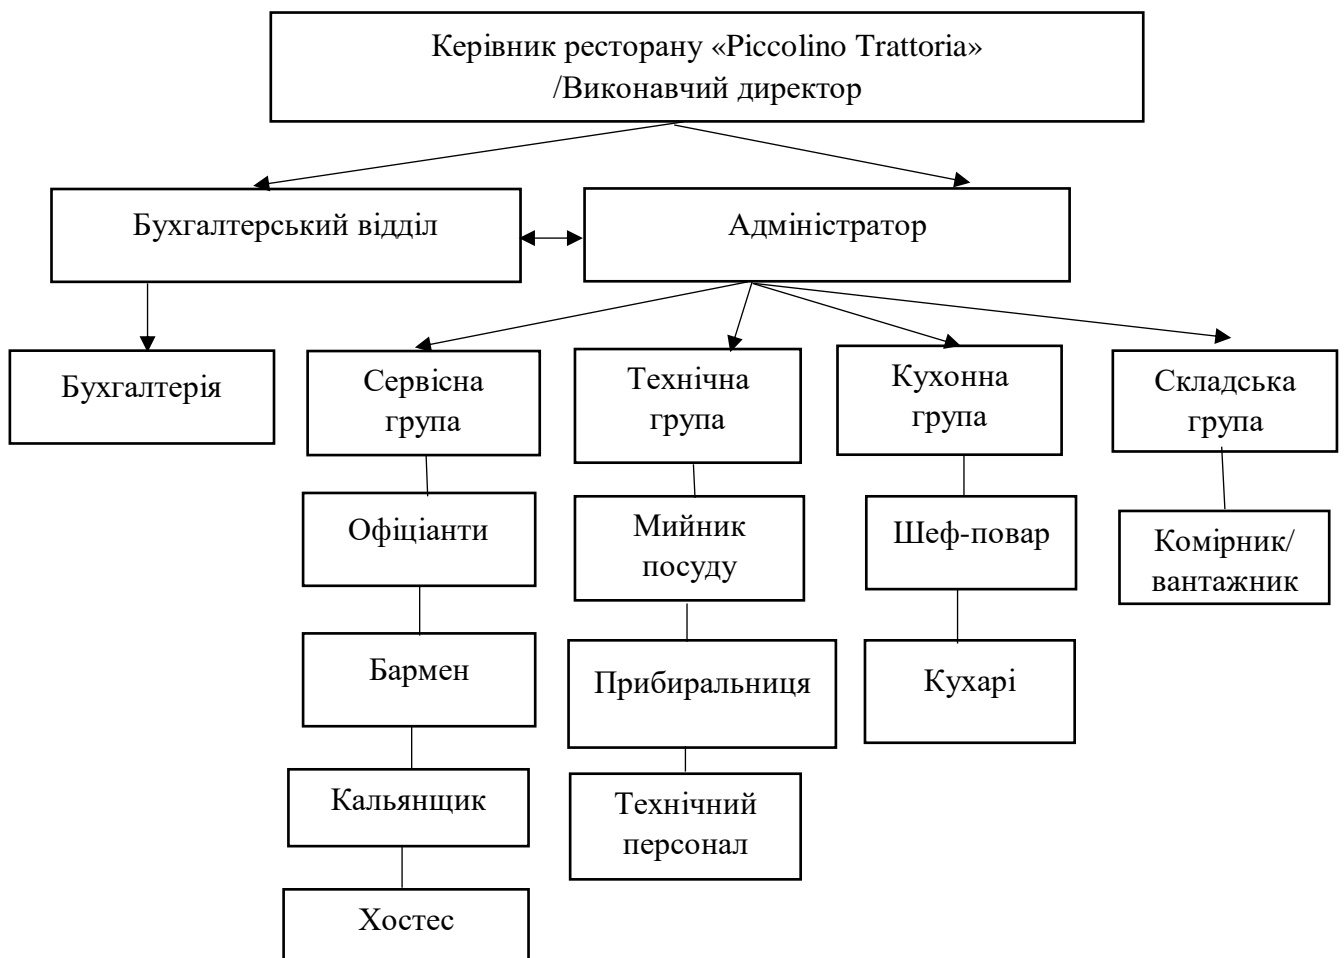 Керівник ресторану «Piccolino Trattoria»
/Виконавчий директор
Бухгалтерський відділ
Адміністратор
Бухгалтерія
Сервісна
група
Технічна
група
Кухонна
група
Складська
група
Офіціанти
Мийник
посуду
Шеф-повар
Комірник/
вантажник
Бармен
Прибиральниця
Кухарі
Кальянщик
Технічний
персонал
Хостес